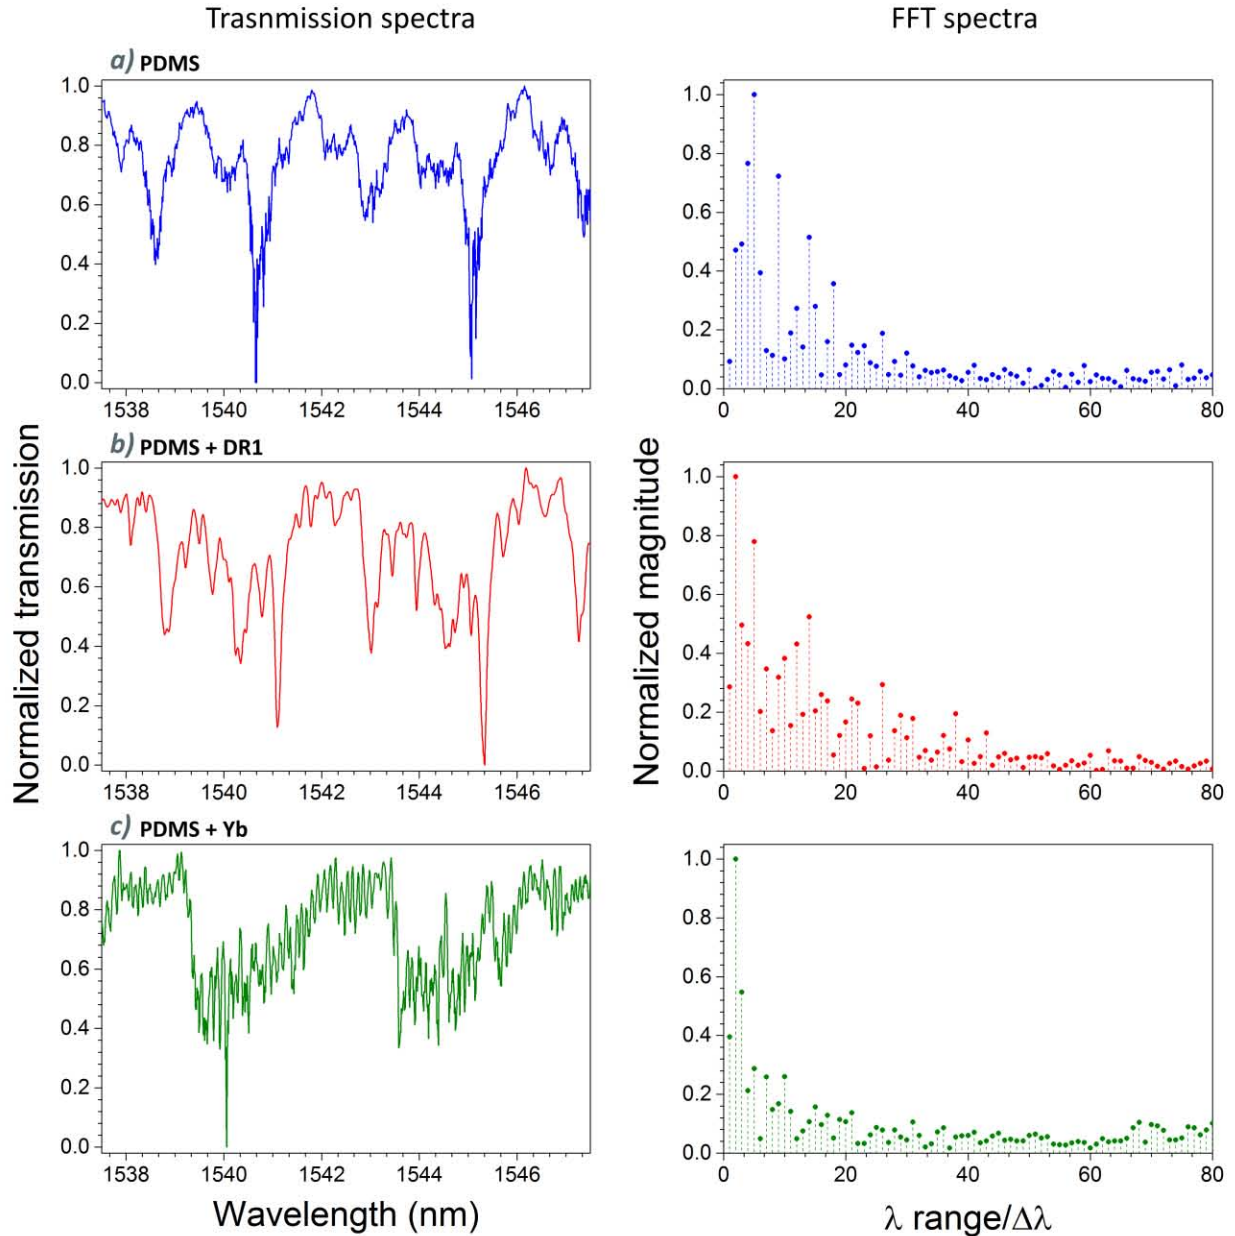 Trasnmission spectra
FFT spectra
a) PDMS
1.0
0.8
0.6
0.4
0.2
0.0
1538 1540 1542 1544 1546
1.0
0.8
0.6
0.4
0.2
0.0
0 20 40 60 80
b) PDMS + DR1
1.0
0.8
0.6
0.4
0.2
0.0
1538 1540 1542 1544 1546
1.0
0.8
0.6
0.4
0.2
0.0
0 20 40 60 80
c) PDMS + Yb
1.0
0.8
0.6
0.4
0.2
0.0
1538 1540 1542 1544 1546
1.0
0.8
0.6
0.4
0.2
0.0
0 20 40 60 80
Normalized transmission
Normalized magnitude
Wavelength (nm)
λ range/Δλ